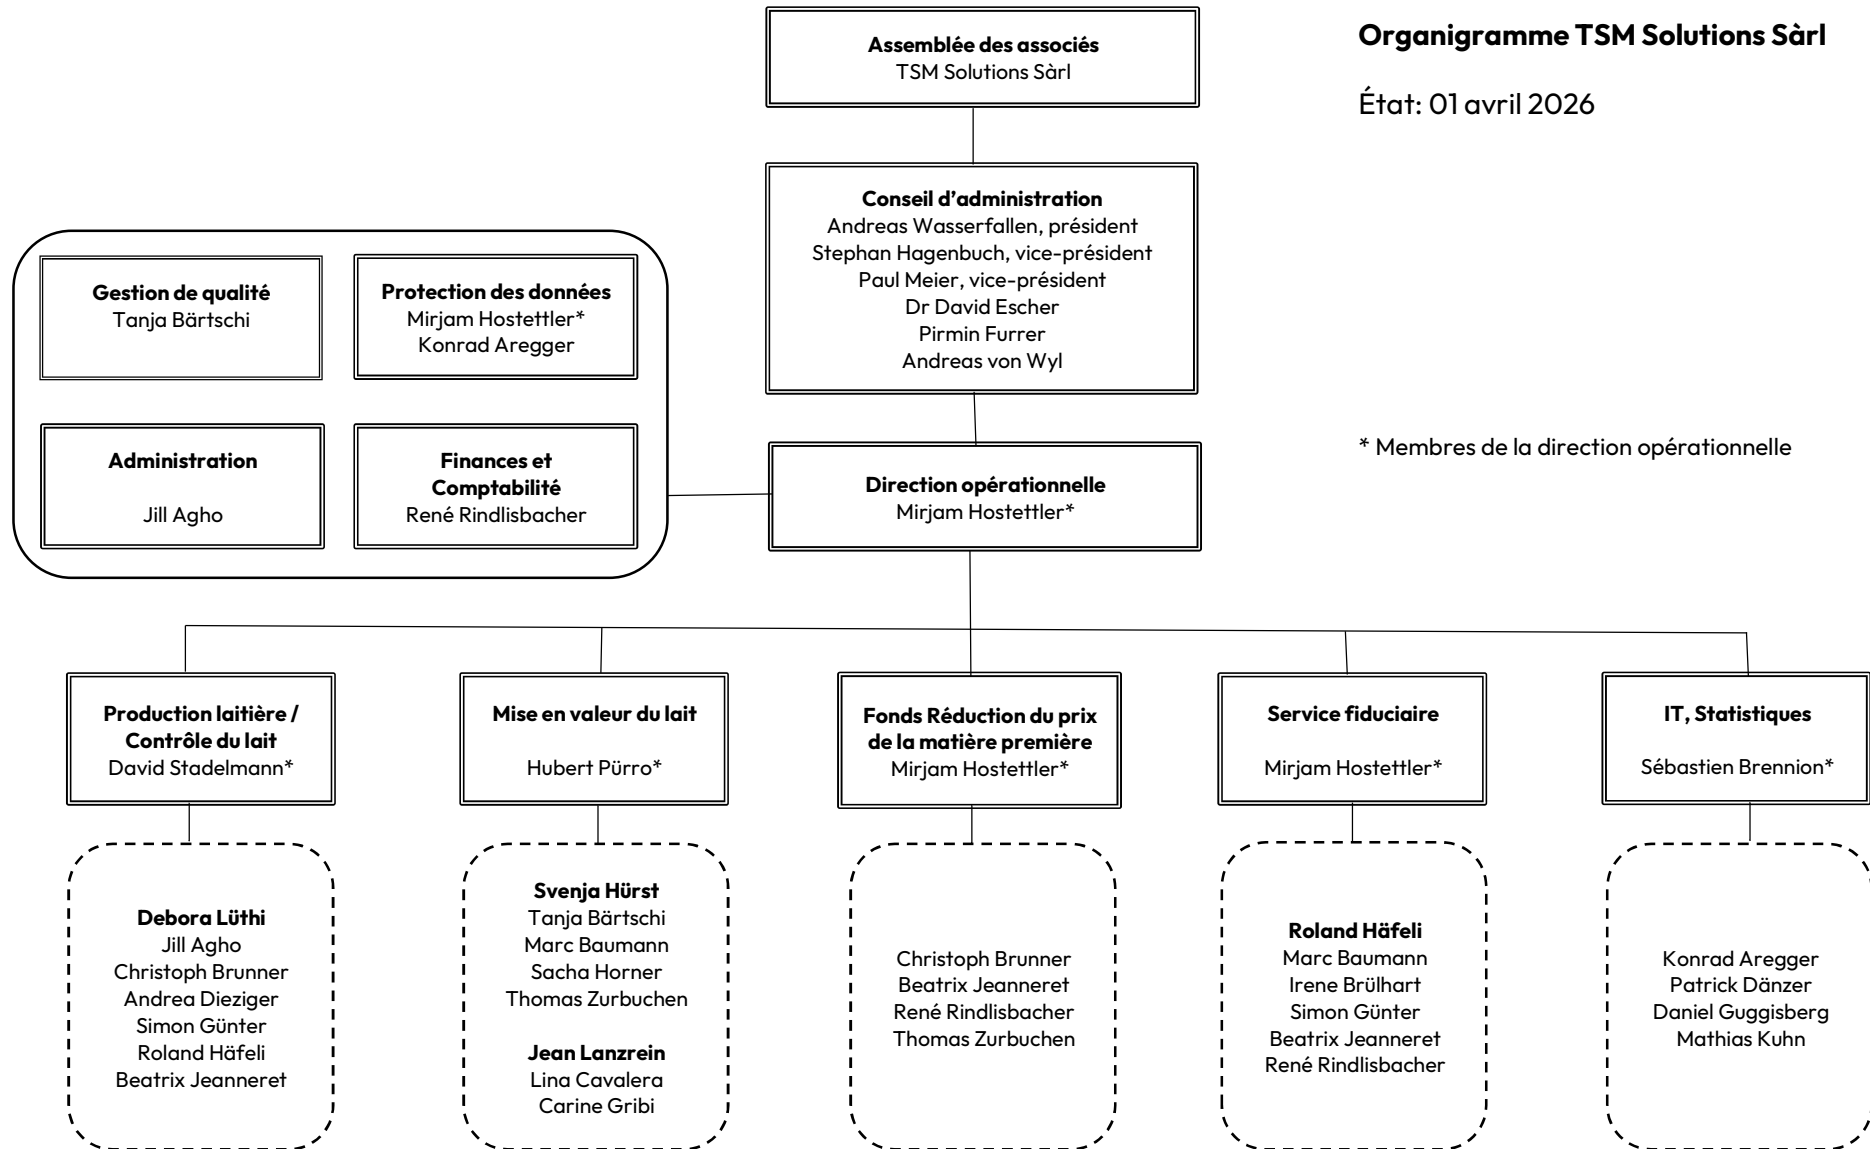 Organigramme TSM Solutions Sàrl
État: 01 avril 2026
Assemblée des associés
TSM Solutions Sàrl
Conseil d’administration
Andreas Wasserfallen, président
Stephan Hagenbuch, vice-président
Paul Meier, vice-président
Dr David Escher
Pirmin Furrer
Andreas von Wyl
Gestion de qualité
Tanja Bärtschi
Protection des données
Mirjam Hostettler*
Konrad Aregger
Administration
Jill Agho
Finances et
Comptabilité
René Rindlisbacher
Direction opérationnelle
Mirjam Hostettler*
* Membres de la direction opérationnelle
Production laitière /
Contrôle du lait
David Stadelmann*
Mise en valeur du lait
Hubert Pürro*
Fonds Réduction du prix
de la matière première
Mirjam Hostettler*
Service fiduciaire
Mirjam Hostettler*
IT, Statistiques
Sébastien Brennion*
Debora Lüthi
Jill Agho
Christoph Brunner
Andrea Dieziger
Simon Günter
Roland Häfeli
Beatrix Jeanneret
Svenja Hürst
Tanja Bärtschi
Marc Baumann
Sacha Horner
Thomas Zurbuchen
Jean Lanzrein
Lina Cavalera
Carine Gribi
Christoph Brunner
Beatrix Jeanneret
René Rindlisbacher
Thomas Zurbuchen
Roland Häfeli
Marc Baumann
Irene Brülhart
Simon Günter
Beatrix Jeanneret
René Rindlisbacher
Konrad Aregger
Patrick Dänzer
Daniel Guggisberg
Mathias Kuhn